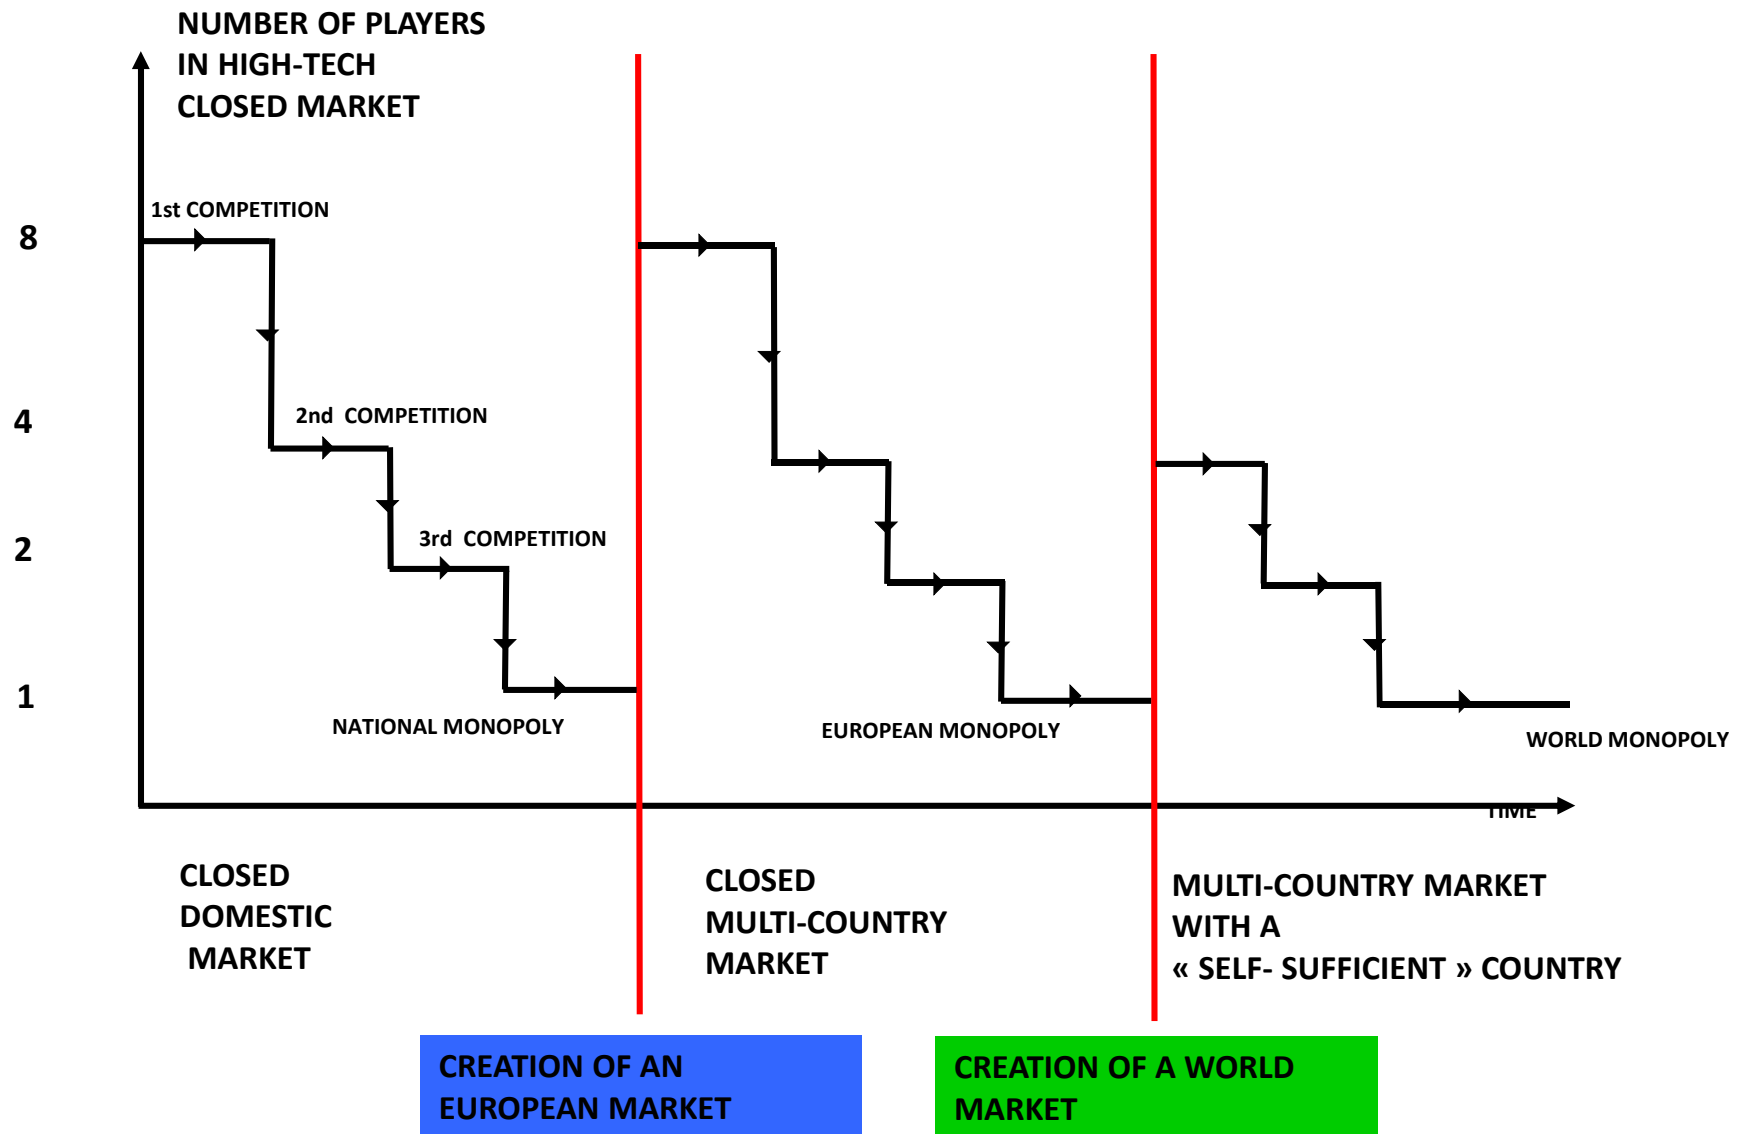 NUMBER OF PLAYERS
IN HIGH-TECH
CLOSED MARKET
1st COMPETITION
8
2nd  COMPETITION
4
3rd  COMPETITION
2
1
NATIONAL MONOPOLY
EUROPEAN MONOPOLY
WORLD MONOPOLY
TIME
CLOSED
DOMESTIC
MARKET
CLOSED
MULTI-COUNTRY
MARKET
MULTI-COUNTRY MARKET
WITH A
« SELF- SUFFICIENT » COUNTRY
CREATION OF AN
EUROPEAN MARKET
CREATION OF A WORLD
MARKET